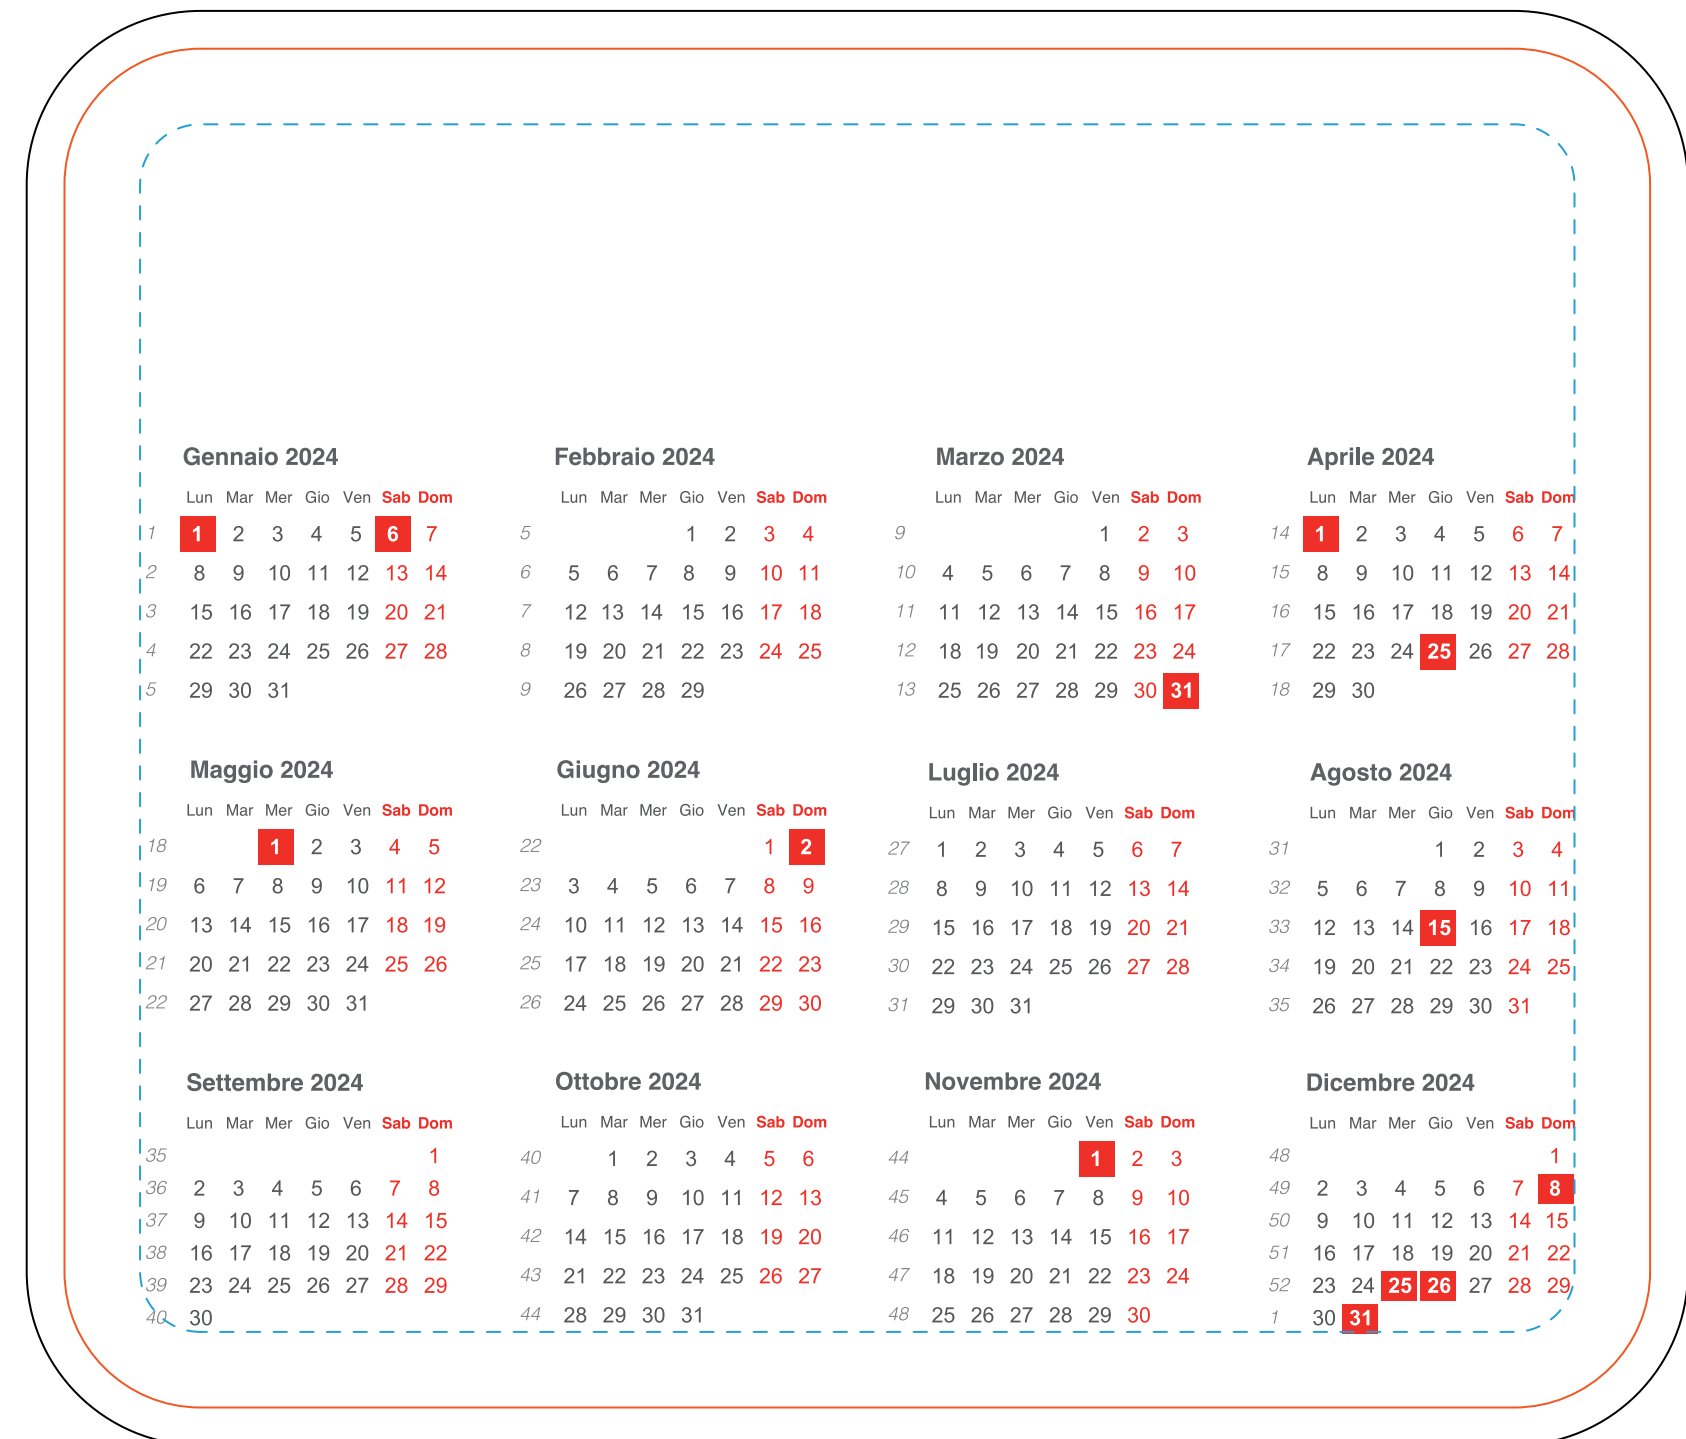 Gennaio 2024
Lun Mar Mer Gio Ven Sab Dom
1 1 2 3 4 5 6 7
2 8 9 10 11 12 13 14
3 15 16 17 18 19 20 21
4 22 23 24 25 26 27 28
5 29 30 31
Febbraio 2024
Lun Mar Mer Gio Ven Sab Dom
5 1 2 3 4
6 5 6 7 8 9 10 11
7 12 13 14 15 16 17 18
8 19 20 21 22 23 24 25
9 26 27 28 29
Marzo 2024
Lun Mar Mer Gio Ven Sab Dom
9 1 2 3
10 4 5 6 7 8 9 10
11 11 12 13 14 15 16 17
12 18 19 20 21 22 23 24
13 25 26 27 28 29 30 31
Aprile 2024
Lun Mar Mer Gio Ven Sab Dom
14 1 2 3 4 5 6 7
15 8 9 10 11 12 13 14
16 15 16 17 18 19 20 21
17 22 23 24 25 26 27 28
18 29 30
Maggio 2024
Lun Mar Mer Gio Ven Sab Dom
18 1 2 3 4 5
19 6 7 8 9 10 11 12
20 13 14 15 16 17 18 19
21 20 21 22 23 24 25 26
22 27 28 29 30 31
Giugno 2024
Lun Mar Mer Gio Ven Sab Dom
22 1 2
23 3 4 5 6 7 8 9
24 10 11 12 13 14 15 16
25 17 18 19 20 21 22 23
26 24 25 26 27 28 29 30
Luglio 2024
Lun Mar Mer Gio Ven Sab Dom
27 1 2 3 4 5 6 7
28 8 9 10 11 12 13 14
29 15 16 17 18 19 20 21
30 22 23 24 25 26 27 28
31 29 30 31
Agosto 2024
Lun Mar Mer Gio Ven Sab Dom
31 1 2 3 4
32 5 6 7 8 9 10 11
33 12 13 14 15 16 17 18
34 19 20 21 22 23 24 25
35 26 27 28 29 30 31
Settembre 2024
Lun Mar Mer Gio Ven Sab Dom
35 1
36 2 3 4 5 6 7 8
37 9 10 11 12 13 14 15
38 16 17 18 19 20 21 22
39 23 24 25 26 27 28 29
40 30
Ottobre 2024
Lun Mar Mer Gio Ven Sab Dom
40 1 2 3 4 5 6
41 7 8 9 10 11 12 13
42 14 15 16 17 18 19 20
43 21 22 23 24 25 26 27
44 28 29 30 31
Novembre 2024
Lun Mar Mer Gio Ven Sab Dom
44 1 2 3
45 4 5 6 7 8 9 10
46 11 12 13 14 15 16 17
47 18 19 20 21 22 23 24
48 25 26 27 28 29 30
Dicembre 2024
Lun Mar Mer Gio Ven Sab Dom
48 1
49 2 3 4 5 6 7 8
50 9 10 11 12 13 14 15
51 16 17 18 19 20 21 22
52 23 24 25 26 27 28 29
1 30 31